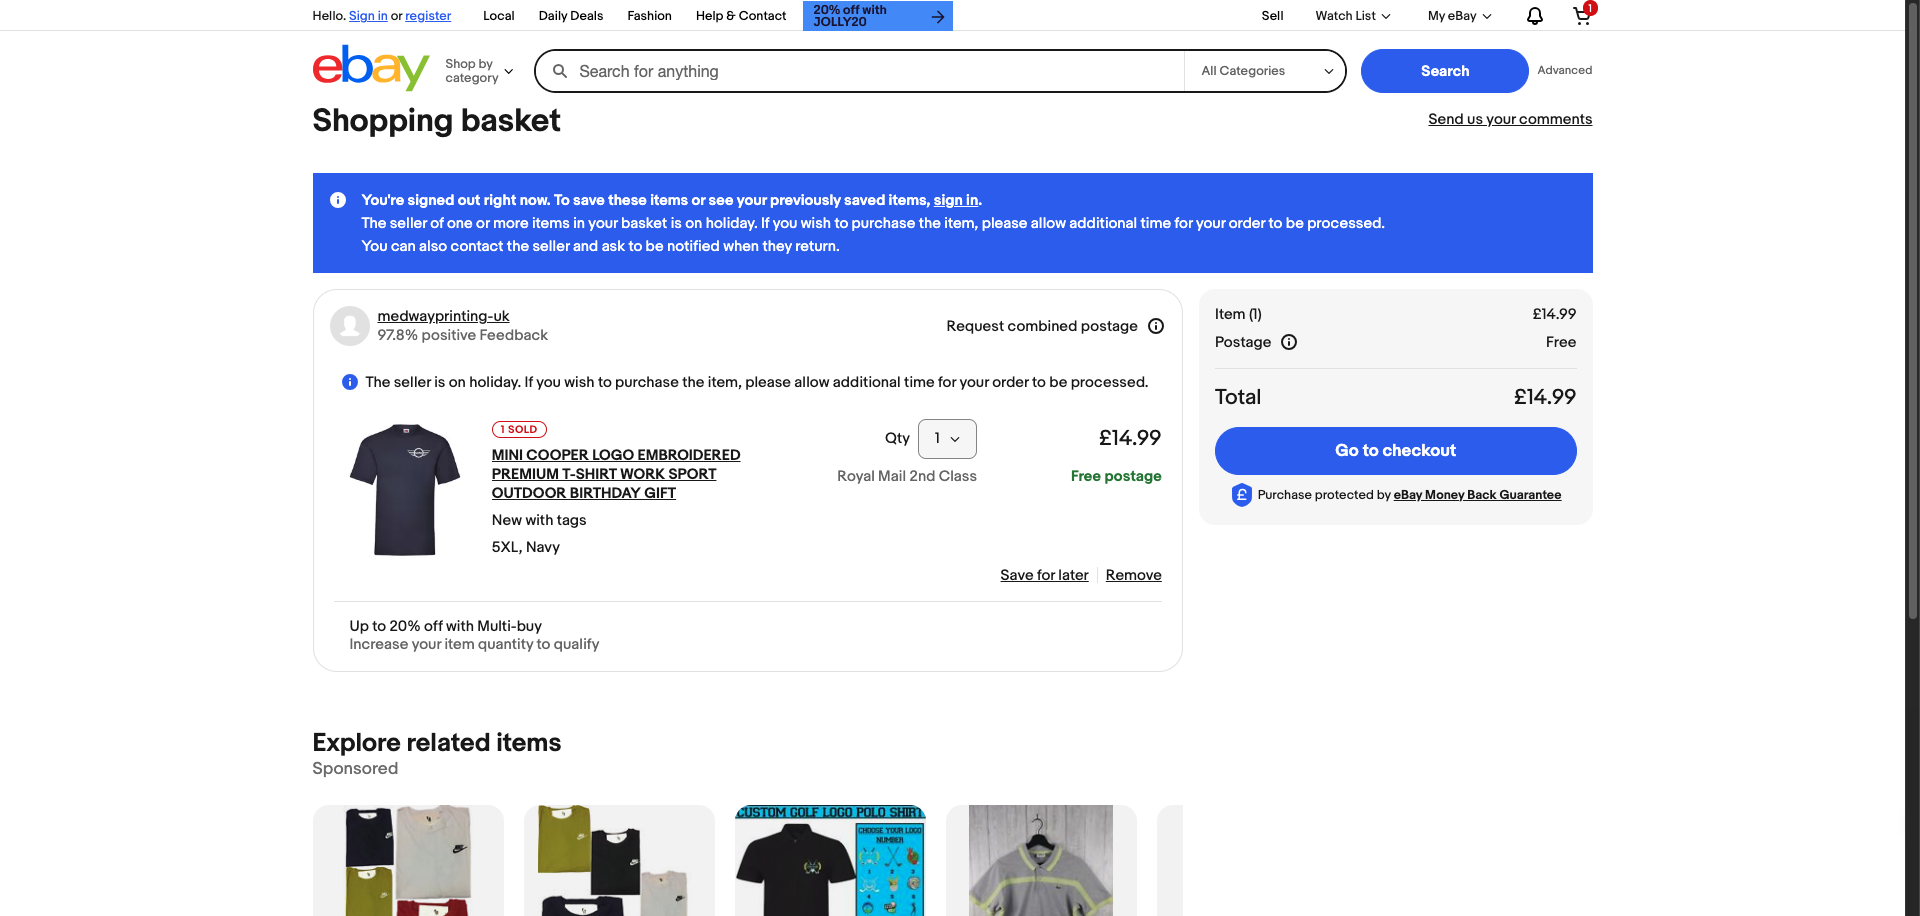 Hello. Sign in or register
Local
Daily Deals
Fashion
Help & Contact
20% off with
JOLLY20
Sell
Watch List
My eBay
1
ebay
Shop by
category
Search for anything
All Categories
Search
Advanced
Shopping basket
Send us your comments
You're signed out right now. To save these items or see your previously saved items, sign in.
The seller of one or more items in your basket is on holiday. If you wish to purchase the item, please allow additional time for your order to be processed.
You can also contact the seller and ask to be notified when they return.
medwayprinting-uk
97.8% positive Feedback
Request combined postage
The seller is on holiday. If you wish to purchase the item, please allow additional time for your order to be processed.
1 SOLD
MINI COOPER LOGO EMBROIDERED
PREMIUM T-SHIRT WORK SPORT
OUTDOOR BIRTHDAY GIFT
New with tags
5XL, Navy
Qty
1
£14.99
Royal Mail 2nd Class
Free postage
Save for later
Remove
Up to 20% off with Multi-buy
Increase your item quantity to qualify
Item (1)
£14.99
Postage
Free
Total
£14.99
Go to checkout
Purchase protected by eBay Money Back Guarantee
Explore related items
Sponsored
CUSTOM GOLF LOGO POLO SHIRT
CHOOSE YOUR LOGO
NUMBER
1
2
3
4
5
6